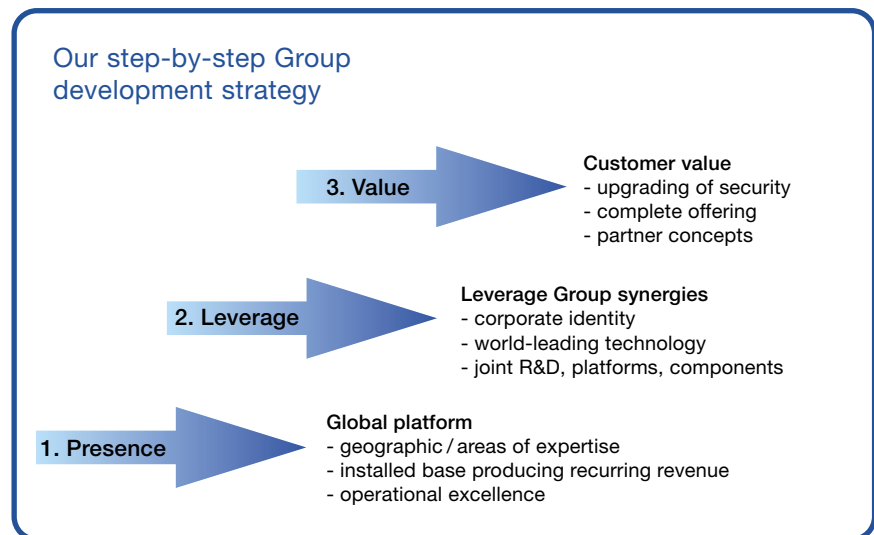 Our step-by-step Group
development strategy
3. Value
Customer value
- upgrading of security
- complete offering
- partner concepts
2. Leverage
Leverage Group synergies
- corporate identity
- world-leading technology
- joint R&D, platforms, components
1. Presence
Global platform
- geographic / areas of expertise
- installed base producing recurring revenue
- operational excellence